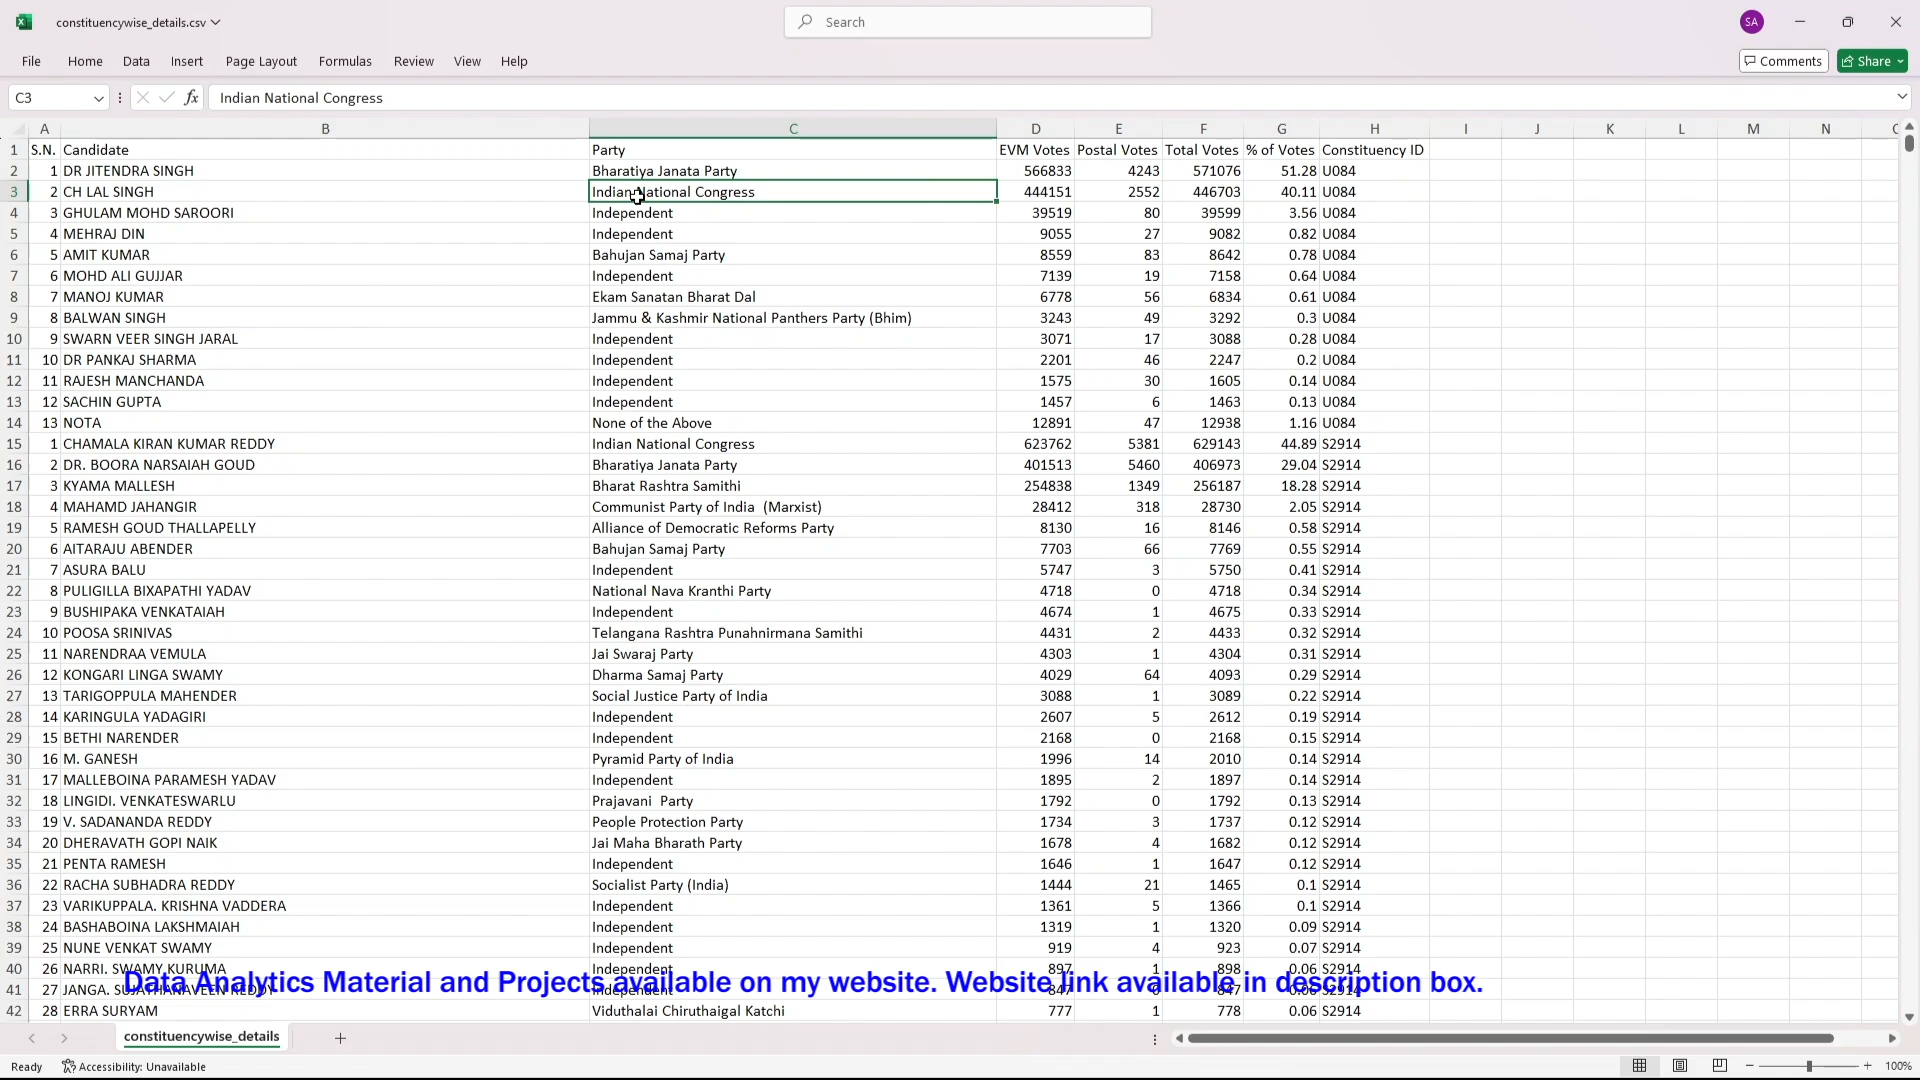 constituencywise_details.csv
Search
SA
File Home Data Insert Page Layout Formulas Review View Help
Comments Share
C3 fx Indian National Congress
A B C D E F G H I J K L M N
1 S.N. Candidate Party EVM Votes Postal Votes Total Votes % of Votes Constituency ID
2 1 DR JITENDRA SINGH Bharatiya Janata Party 566833 4243 571076 51.28 U084
3 2 CH LAL SINGH Indian National Congress 444151 2552 446703 40.11 U084
4 3 GHULAM MOHD SAROORI Independent 39519 80 39599 3.56 U084
5 4 MEHRAJ DIN Independent 9055 27 9082 0.82 U084
6 5 AMIT KUMAR Bahujan Samaj Party 8559 83 8642 0.78 U084
7 6 MOHD ALI GUJJAR Independent 7139 19 7158 0.64 U084
8 7 MANOJ KUMAR Ekam Sanatan Bharat Dal 6778 56 6834 0.61 U084
9 8 BALWAN SINGH Jammu & Kashmir National Panthers Party (Bhim) 3243 49 3292 0.3 U084
10 9 SWARN VEER SINGH JARAL Independent 3071 17 3088 0.28 U084
11 10 DR PANKAJ SHARMA Independent 2201 46 2247 0.2 U084
12 11 RAJESH MANCHANDA Independent 1575 30 1605 0.14 U084
13 12 SACHIN GUPTA Independent 1457 6 1463 0.13 U084
14 13 NOTA None of the Above 12891 47 12938 1.16 U084
15 1 CHAMALA KIRAN KUMAR REDDY Indian National Congress 623762 5381 629143 44.89 S2914
16 2 DR. BOORA NARSAIAH GOUD Bharatiya Janata Party 401513 5460 406973 29.04 S2914
17 3 KYAMA MALLESH Bharat Rashtra Samithi 254838 1349 256187 18.28 S2914
18 4 MAHAMD JAHANGIR Communist Party of India  (Marxist) 28412 318 28730 2.05 S2914
19 5 RAMESH GOUD THALLAPELLY Alliance of Democratic Reforms Party 8130 16 8146 0.58 S2914
20 6 AITARAJU ABENDER Bahujan Samaj Party 7703 66 7769 0.55 S2914
21 7 ASURA BALU Independent 5747 3 5750 0.41 S2914
22 8 PULIGILLA BIXAPATHI YADAV National Nava Kranthi Party 4718 0 4718 0.34 S2914
23 9 BUSHIPAKA VENKATAIAH Independent 4674 1 4675 0.33 S2914
24 10 POOSA SRINIVAS Telangana Rashtra Punahnirmana Samithi 4431 2 4433 0.32 S2914
25 11 NARENDRAA VEMULA Jai Swaraj Party 4303 1 4304 0.31 S2914
26 12 KONGARI LINGA SWAMY Dharma Samaj Party 4029 64 4093 0.29 S2914
27 13 TARIGOPPULA MAHENDER Social Justice Party of India 3088 1 3089 0.22 S2914
28 14 KARINGULA YADAGIRI Independent 2607 5 2612 0.19 S2914
29 15 BETHI NARENDER Independent 2168 0 2168 0.15 S2914
30 16 M. GANESH Pyramid Party of India 1996 14 2010 0.14 S2914
31 17 MALLEBOINA PARAMESH YADAV Independent 1895 2 1897 0.14 S2914
32 18 LINGIDI. VENKATESWARLU Prajavani  Party 1792 0 1792 0.13 S2914
33 19 V. SADANANDA REDDY People Protection Party 1734 3 1737 0.12 S2914
34 20 DHERAVATH GOPI NAIK Jai Maha Bharath Party 1678 4 1682 0.12 S2914
35 21 PENTA RAMESH Independent 1646 1 1647 0.12 S2914
36 22 RACHA SUBHADRA REDDY Socialist Party (India) 1444 21 1465 0.1 S2914
37 23 VARIKUPPALA. KRISHNA VADDERA Independent 1361 5 1366 0.1 S2914
38 24 BASHABOINA LAKSHMAIAH Independent 1319 1 1320 0.09 S2914
39 25 NUNE VENKAT SWAMY Independent 919 4 923 0.07 S2914
40 26 NARRI. SWAMY KURUMA Independent 897 1 898 0.06 S2914
Data Analytics Material and Projects available on my website. Website link available in description box.
41 27 JANGA. SUJATHANAVEEN REDDY Independent 847 0 847 0.06 S2914
42 28 ERRA SURYAM Viduthalai Chiruthaigal Katchi 777 1 778 0.06 S2914
constituencywise_details
Ready Accessibility: Unavailable 100%